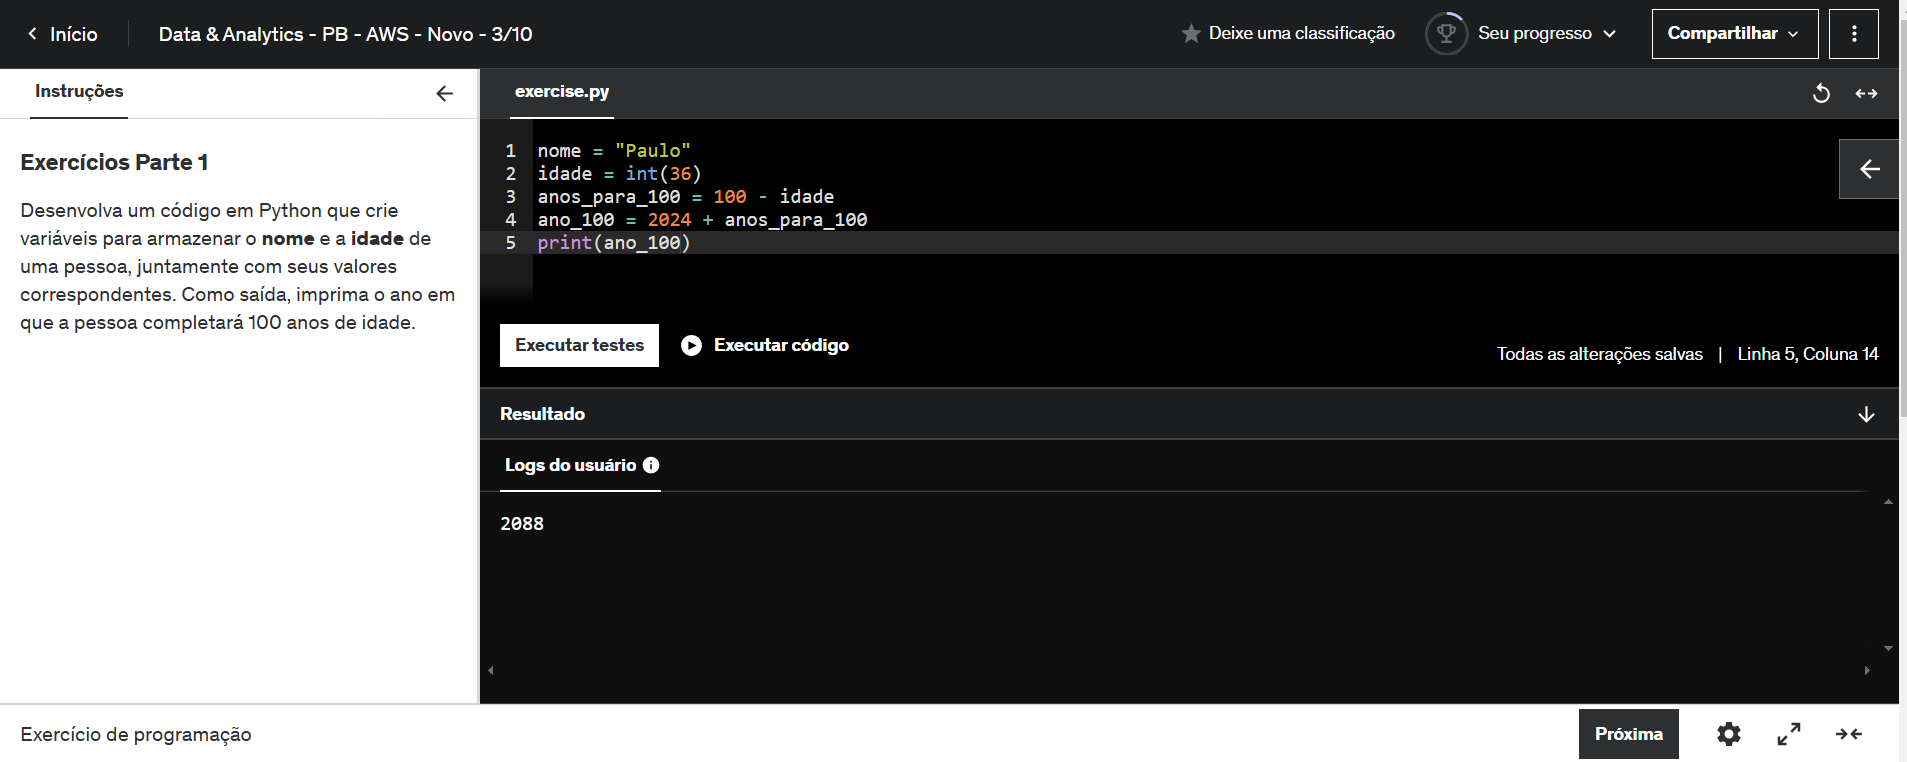 Início
Data & Analytics - PB - AWS - Novo - 3/10
Deixe uma classificação
Seu progresso
Compartilhar
Instruções
exercise.py
Exercícios Parte 1
Desenvolva um código em Python que crie
variáveis para armazenar o nome e a idade de
uma pessoa, juntamente com seus valores
correspondentes. Como saída, imprima o ano em
que a pessoa completará 100 anos de idade.
1 nome = "Paulo"
2 idade = int(36)
3 anos_para_100 = 100 - idade
4 ano_100 = 2024 + anos_para_100
5 print(ano_100)
Executar testes
Executar código
Todas as alterações salvas | Linha 5, Coluna 14
Resultado
Logs do usuário
2088
Exercício de programação
Próxima